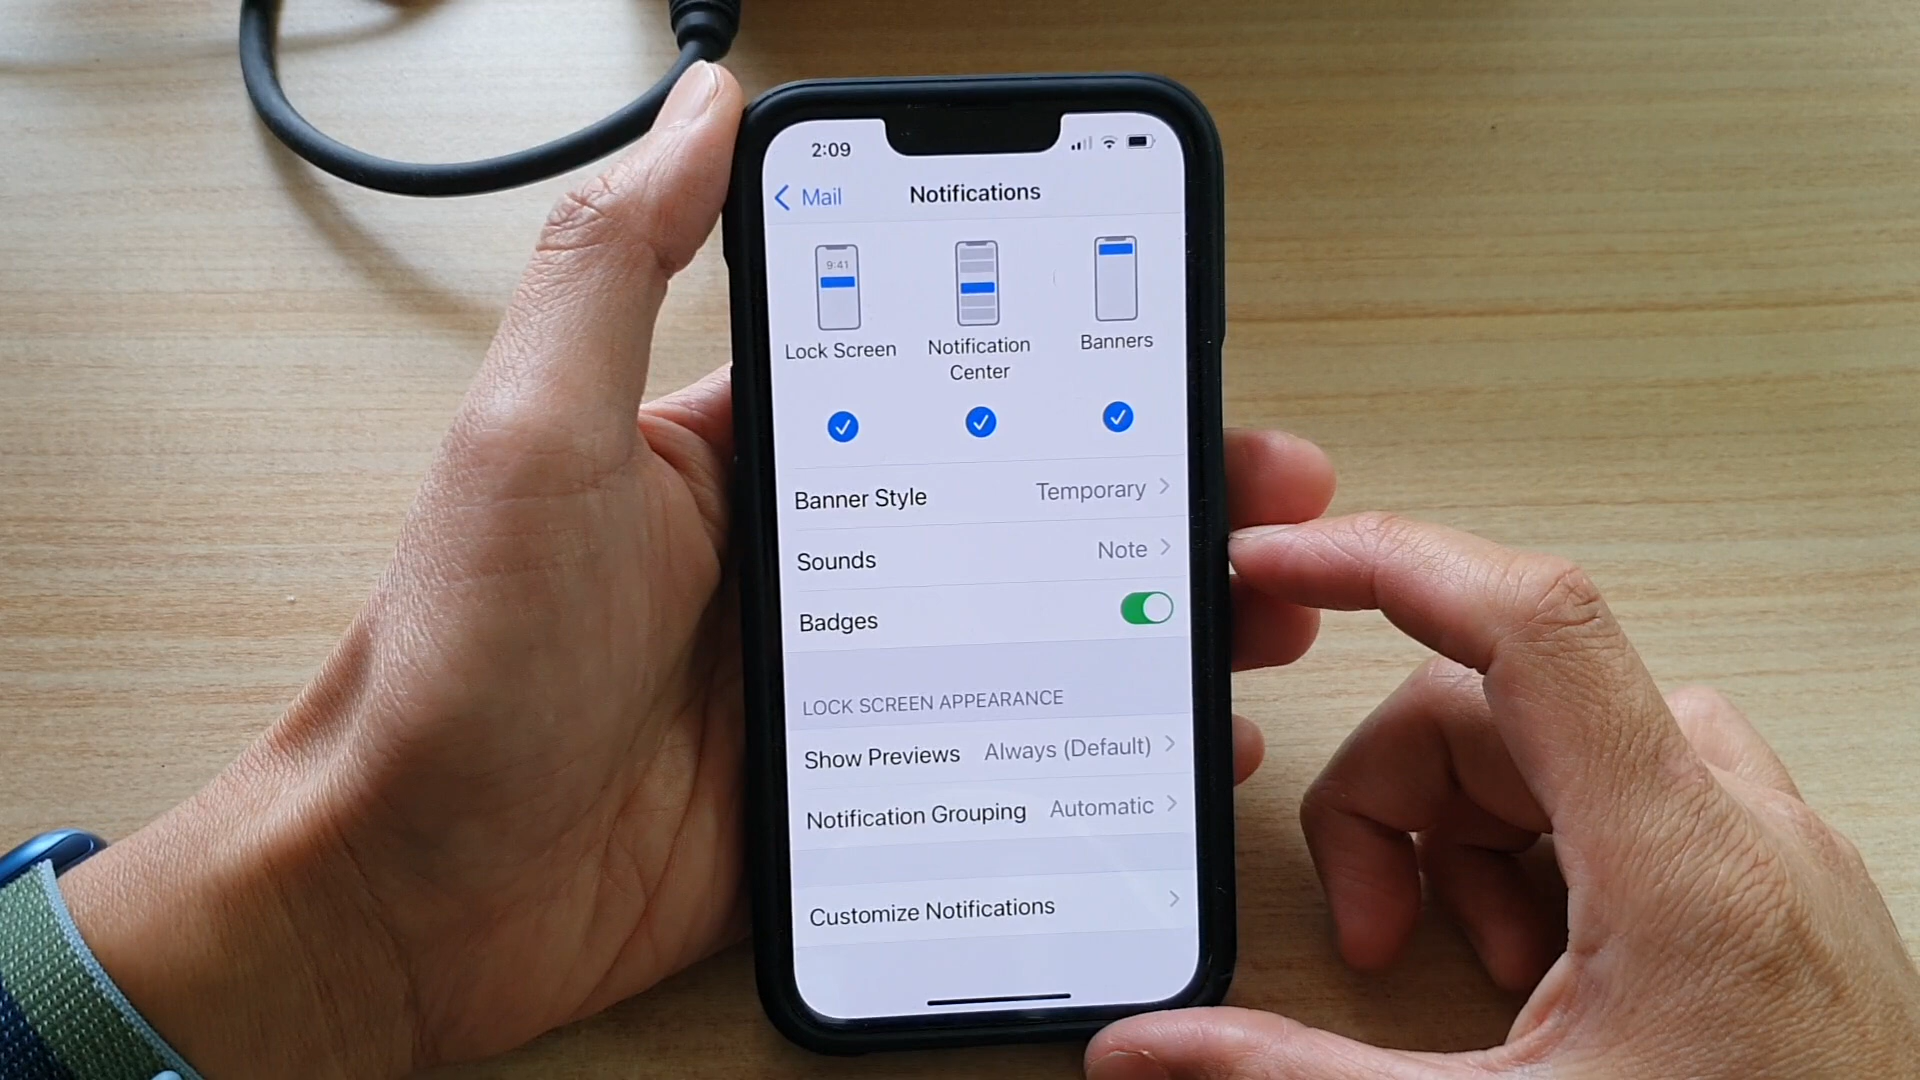 2:09
Mail
Notifications
9:41
Lock Screen
Notification
Center
Banners
Banner Style Temporary
Sounds Note
Badges
LOCK SCREEN APPEARANCE
Show Previews Always (Default)
Notification Grouping Automatic
Customize Notifications